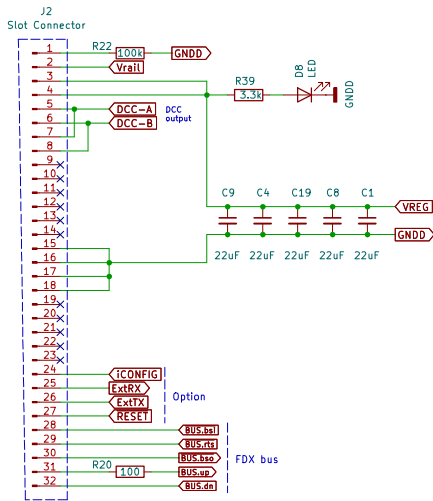 J2
Slot Connector
1 R22 100k GNDD
2 Vrail
3
4 R39 3.3k D8 LED GNDD
5 DCC-A DCC
6 DCC-B output
7
8
9
10
11
12 C9 C4 C19 C8 C1
13 VREG
14 GNDD
15
16 22uF 22uF 22uF 22uF 22uF
17
18
19
20
21
22
23
24 iCONFIG
25 ExtRX Option
26 ExtTX
27 RESET
28 BUS.bsl
29 BUS.rts
30 BUS.bso FDX bus
31 R20 100 BUS.up
32 BUS.dn